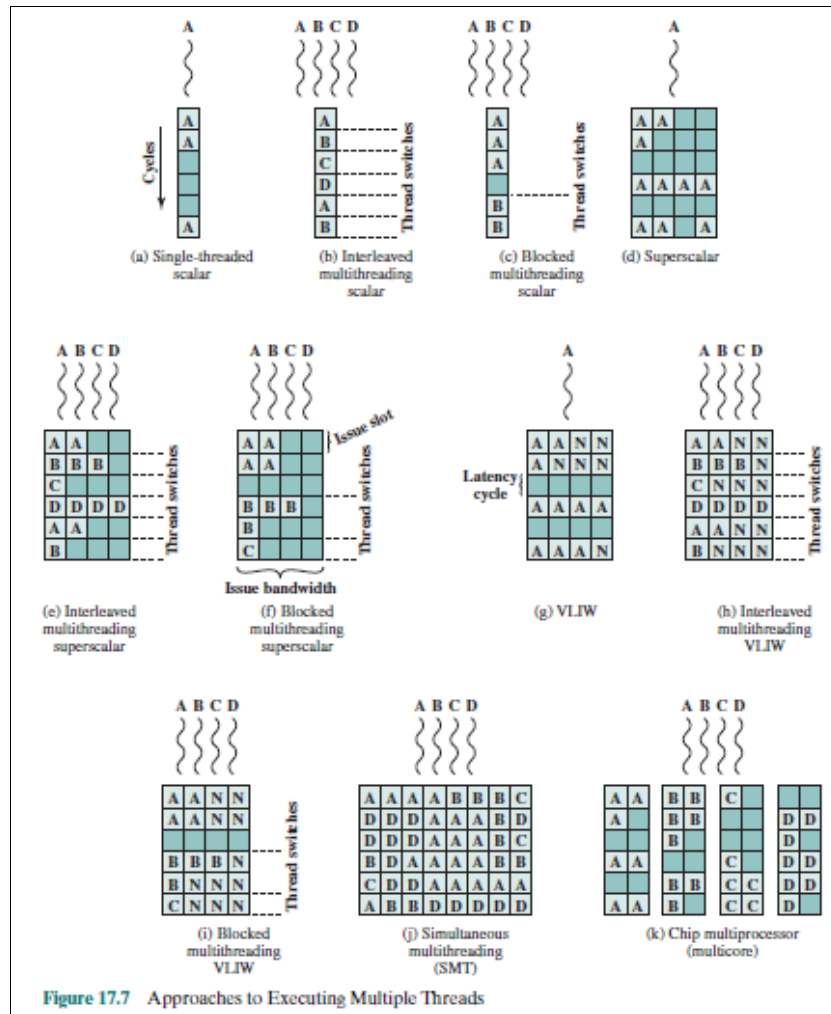 A
A B C D
A B C D
A
Cycles
A
A
A
A
B
C
D
A
B
Thread switches
A
A
A
B
B
Thread switches
A A
A
A A A A
A A A
(a) Single-threaded
scalar
(b) Interleaved
multithreading
scalar
(c) Blocked
multithreading
scalar
(d) Superscalar
A B C D
A B C D
A
A B C D
A A
B B B
C
D D D D
A A
B
Thread switches
Issue slot
A A
A A
B B B
B
C
Thread switches
Issue bandwidth
Latency
cycle
A A N N
A N N N
A A A A
A A A N
A A N N
B B B N
C N N N
D D D D
A A N N
B N N N
Thread switches
(e) Interleaved
multithreading
superscalar
(f) Blocked
multithreading
superscalar
(g) VLIW
(h) Interleaved
multithreading
VLIW
A B C D
A B C D
A B C D
A A N N
A A N N
B B B N
B N N N
C N N N
Thread switches
A A A A B B B C
D D D A A A B D
D D D A A A B C
B D A A A A B B
C D D A A A A A
A B B D D D D D
A A
A
A A
A A
B B
B B
B
B B
B
C
C
C C
C C
D D
D
D D
D D
D
(i) Blocked
multithreading
VLIW
(j) Simultaneous
multithreading
(SMT)
(k) Chip multiprocessor
(multicore)
Figure 17.7 Approaches to Executing Multiple Threads